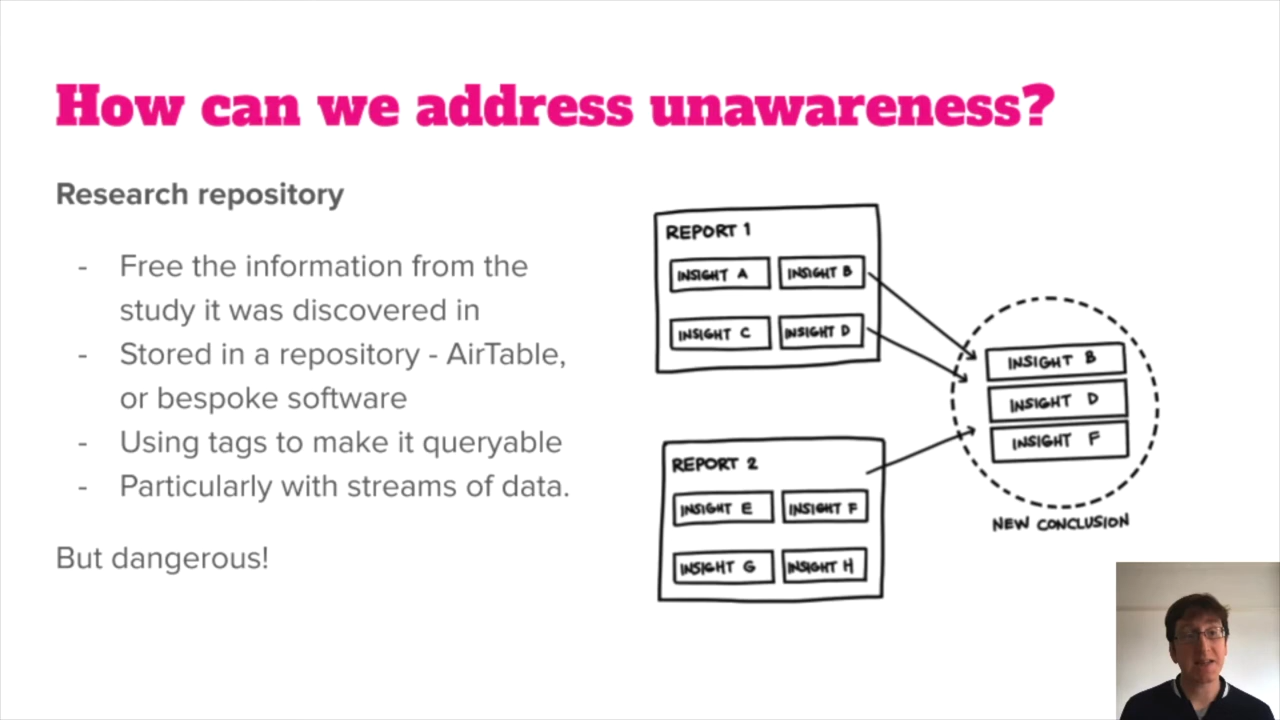 How can we address unawareness?
Research repository
- Free the information from the
study it was discovered in
- Stored in a repository - AirTable,
or bespoke software
- Using tags to make it queryable
- Particularly with streams of data.
But dangerous!
REPORT 1
INSIGHT A
INSIGHT B
INSIGHT C
INSIGHT D
REPORT 2
INSIGHT E
INSIGHT F
INSIGHT G
INSIGHT H
INSIGHT B
INSIGHT D
INSIGHT F
NEW CONCLUSION